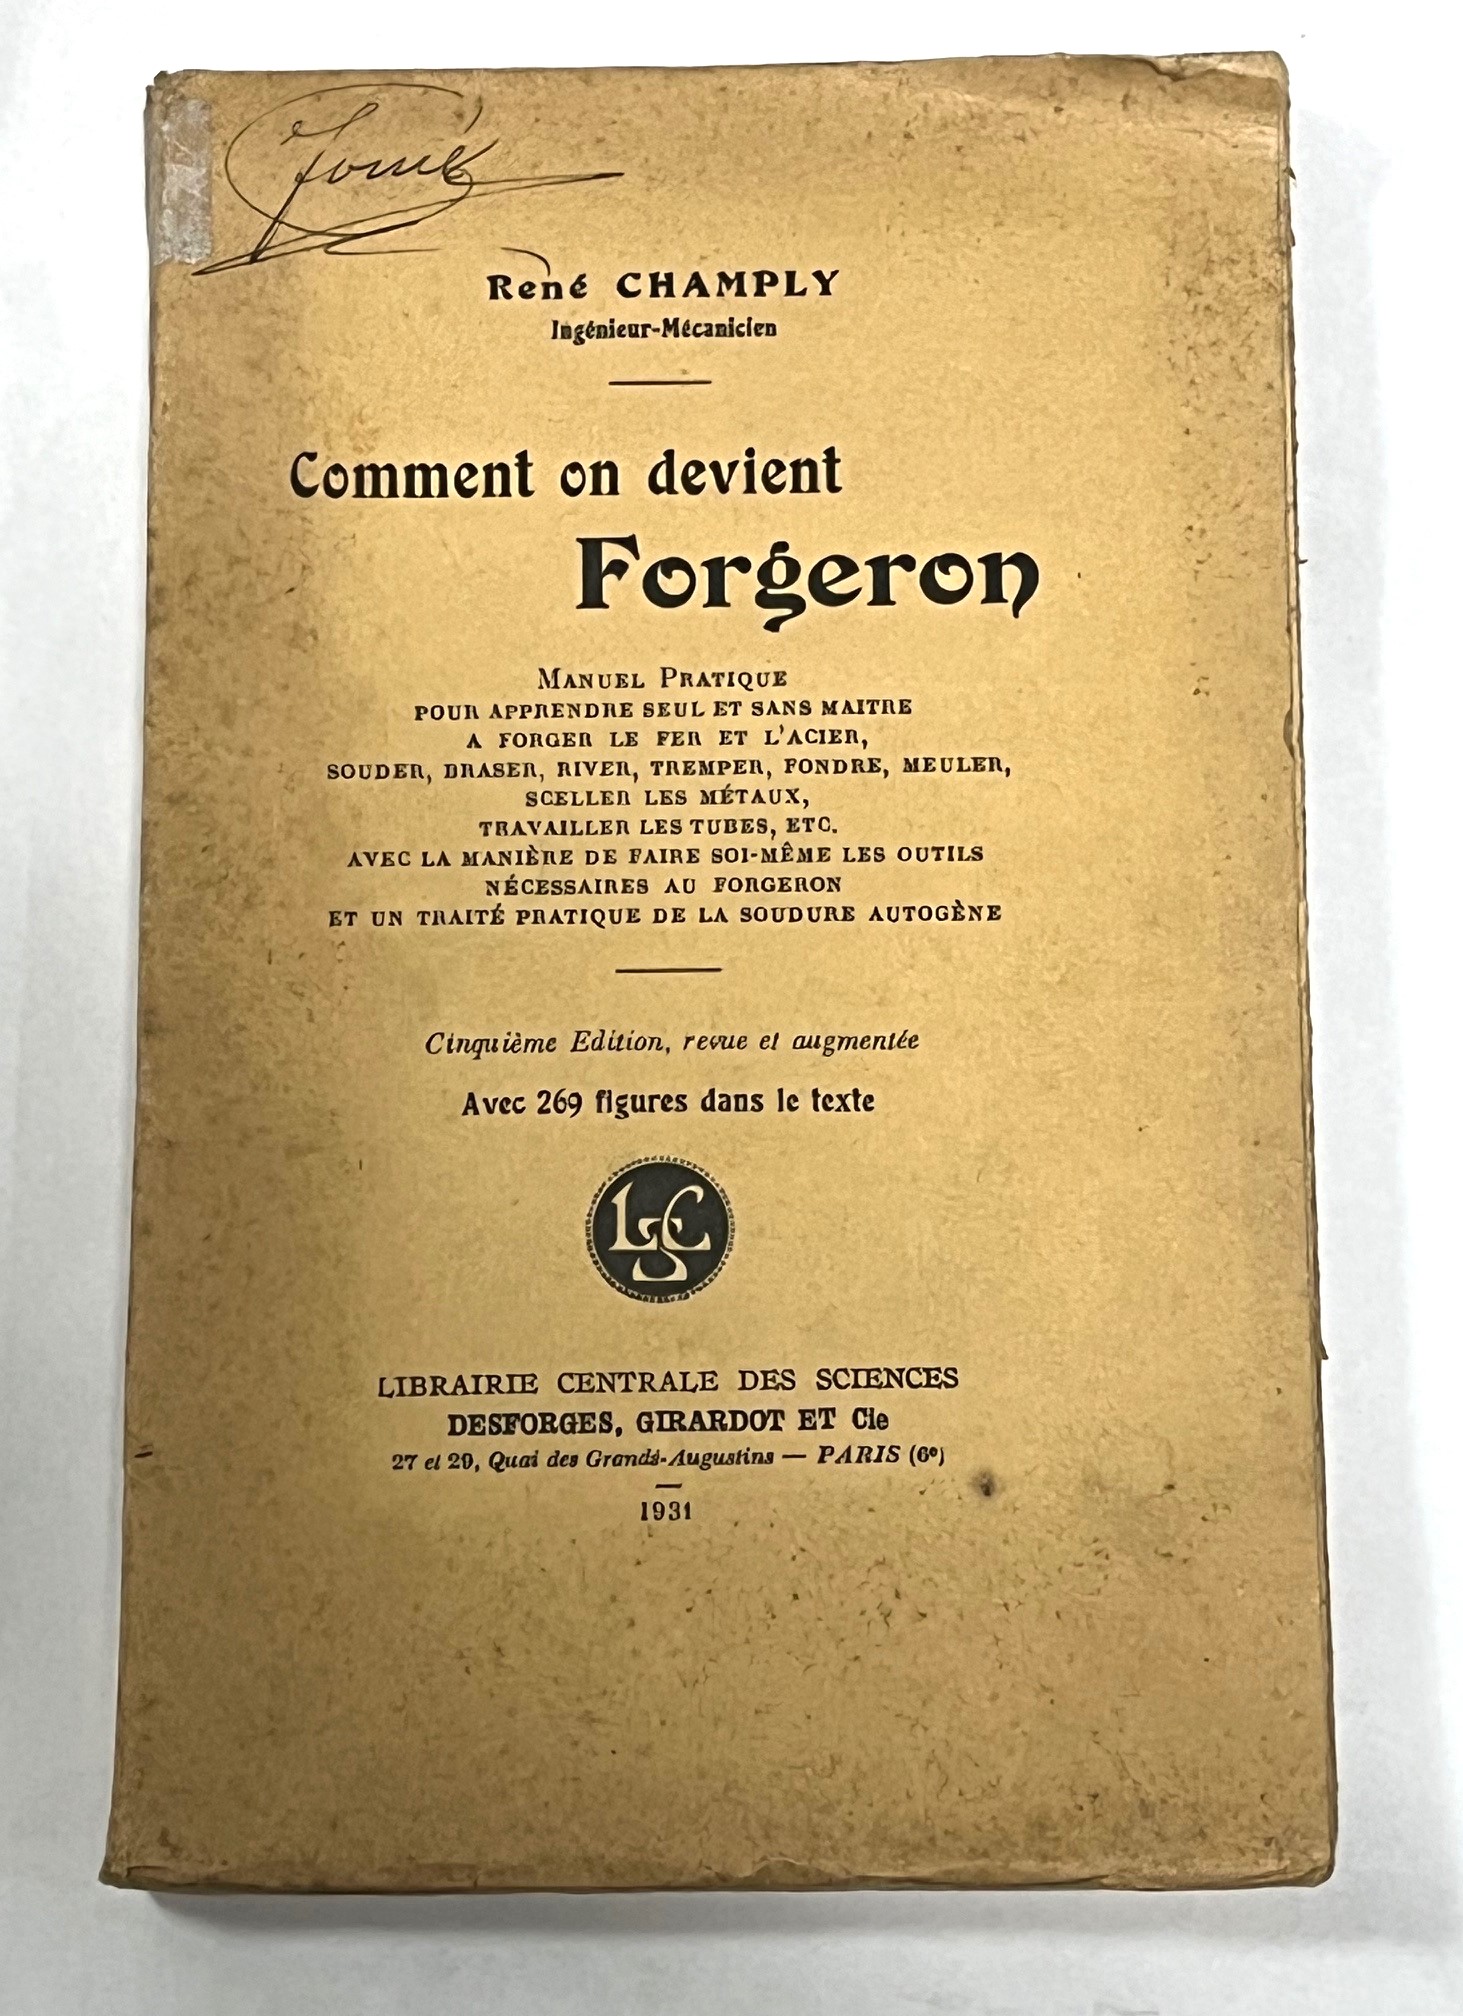 René CHAMPLY
Ingénieur-Mécanicien
Comment on devient
Forgeron
MANUEL PRATIQUE
POUR APPRENDRE SEUL ET SANS MAITRE
A FORGER LE FER ET L'ACIER,
SOUDER, BRASER, RIVER, TREMPER, FONDRE, MEULER,
SCELLER LES MÉTAUX,
TRAVAILLER LES TUBES, ETC.
AVEC LA MANIÈRE DE FAIRE SOI-MÊME LES OUTILS
NÉCESSAIRES AU FORGERON
ET UN TRAITÉ PRATIQUE DE LA SOUDURE AUTOGÈNE
Cinquième Edition, revue et augmentée
Avec 269 figures dans le texte
LSC
LIBRAIRIE CENTRALE DES SCIENCES
DESFORGES, GIRARDOT ET Cie
27 et 29, Quai des Grands-Augustins — PARIS (6e)
1931